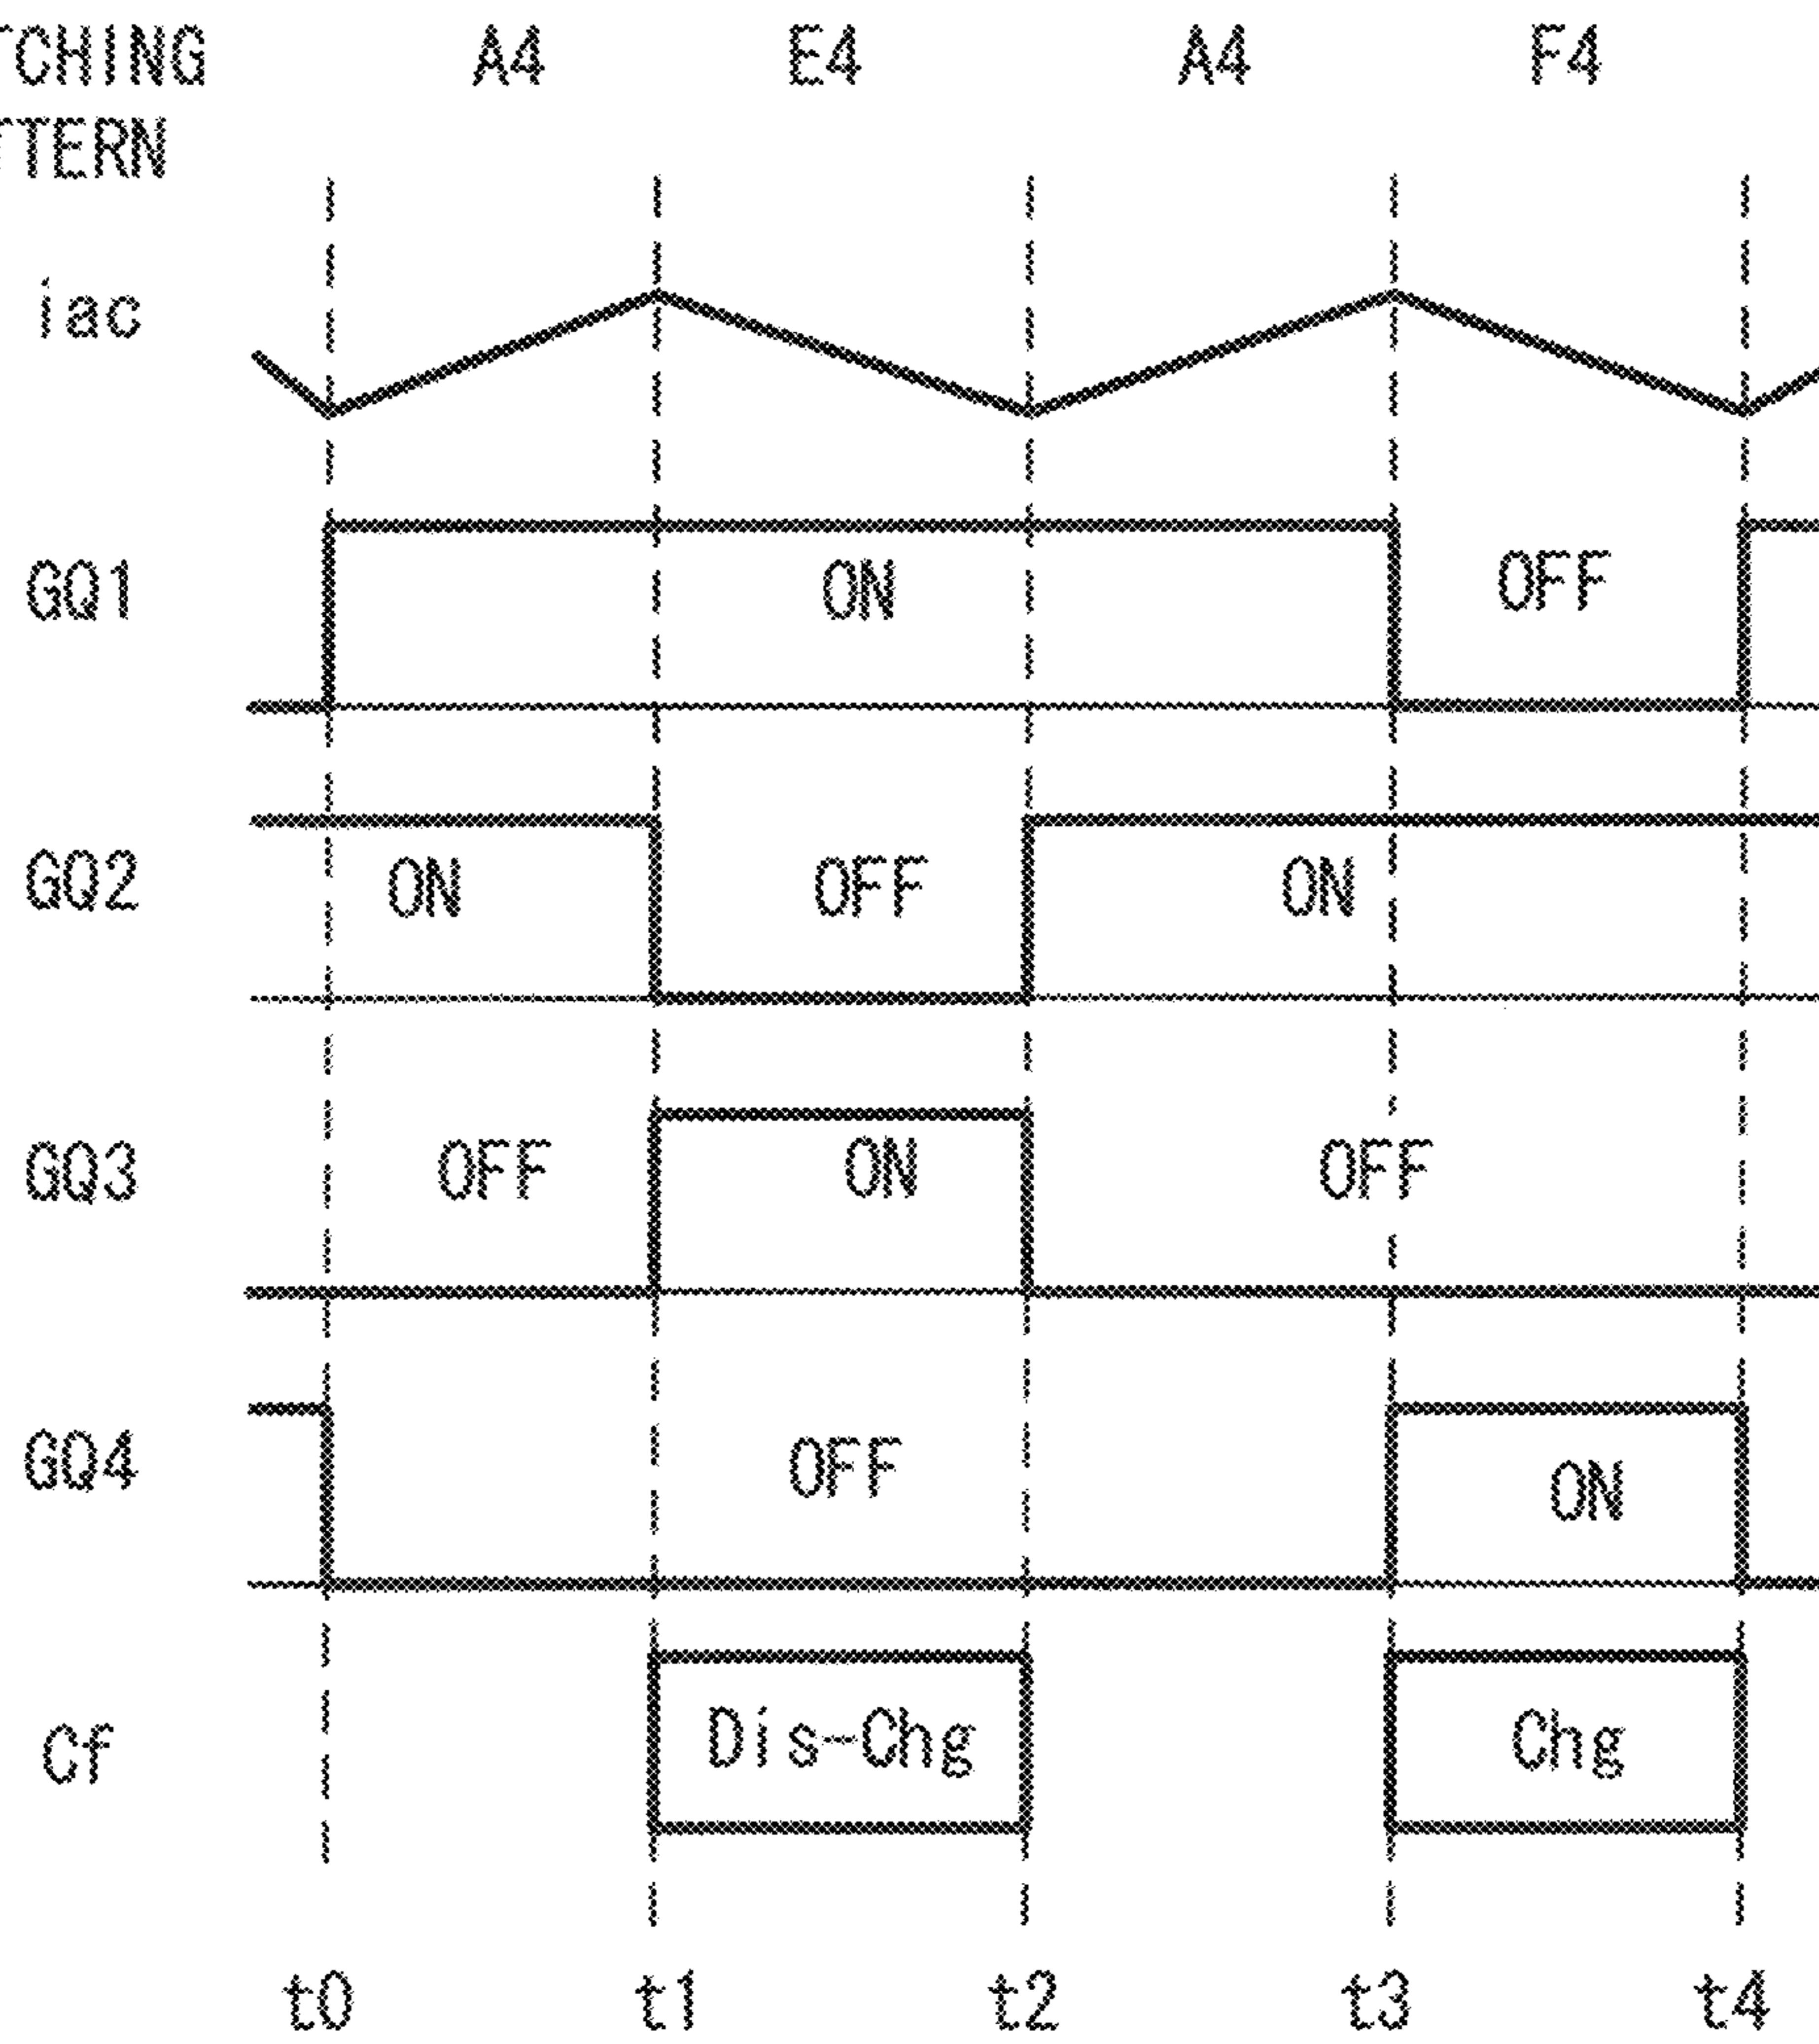 TCHING A4 E4 A4 F4
TTERN
iac
GQ1 ON OFF
GQ2 ON OFF ON
GQ3 OFF ON OFF
GQ4 OFF ON
Cf Dis-Chg Chg
t0 t1 t2 t3 t4